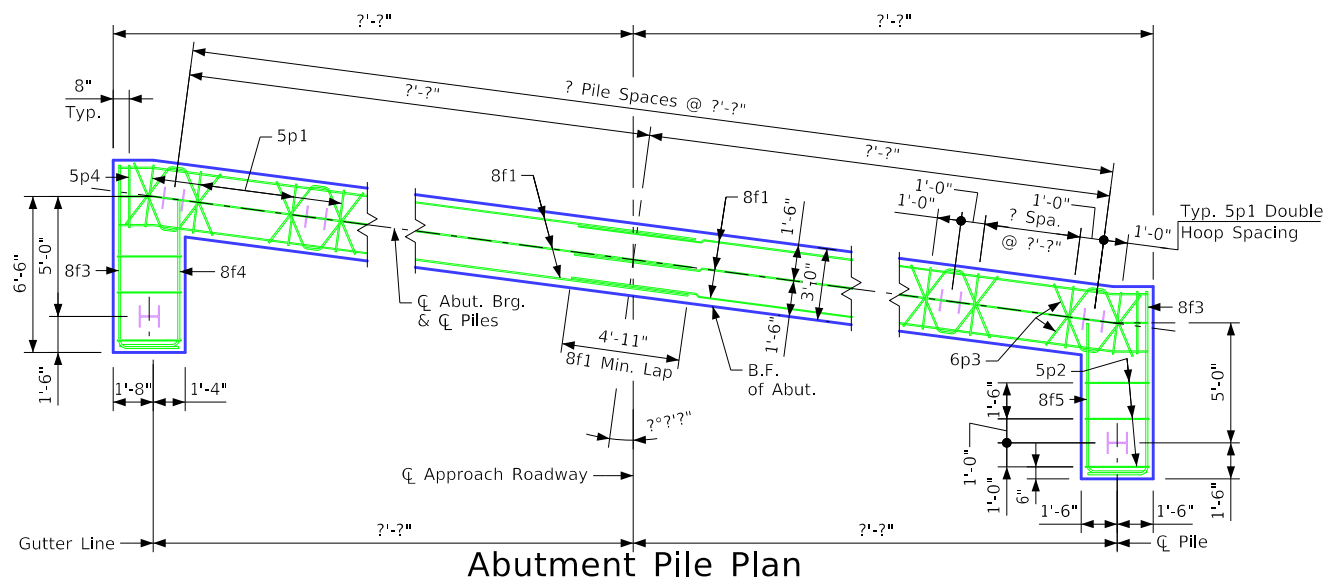 ?'-?"
?'-?"
8"
Typ.
?'-?"
? Pile Spaces @ ?'-?"
?'-?"
5p1
5p4
8f1
8f1
1'-6"
3'-0"
1'-6"
1'-0"
1'-0"
? Spa.
@ ?'-?"
1'-0"
1'-0"
Typ. 5p1 Double
Hoop Spacing
6'-6"
5'-0"
8f3
8f4
1'-6"
1'-8"
1'-4"
℄ Abut. Brg.
& ℄ Piles
4'-11"
8f1 Min. Lap
B.F.
of Abut.
?°?'?"
6p3
5p2
8f5
8f3
1'-6"
1'-0"
1'-0"
6"
5'-0"
1'-6"
1'-6"
1'-6"
℄ Approach Roadway
Gutter Line
?'-?"
?'-?"
℄ Pile
Abutment Pile Plan